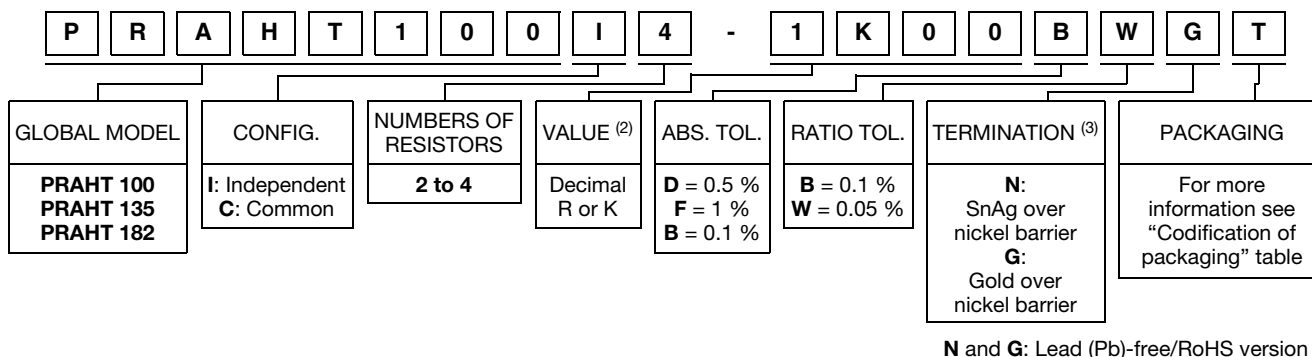 P R A H T 1 0 0 I 4 - 1 K 0 0 B W G T
GLOBAL MODEL
PRAHT 100
PRAHT 135
PRAHT 182
CONFIG.
I: Independent
C: Common
NUMBERS OF
RESISTORS
2 to 4
VALUE (2)
Decimal
R or K
ABS. TOL.
D = 0.5 %
F = 1 %
B = 0.1 %
RATIO TOL.
B = 0.1 %
W = 0.05 %
TERMINATION (3)
N:
SnAg over
nickel barrier
G:
Gold over
nickel barrier
PACKAGING
For more
information see
“Codification of
packaging” table
N and G: Lead (Pb)-free/RoHS version